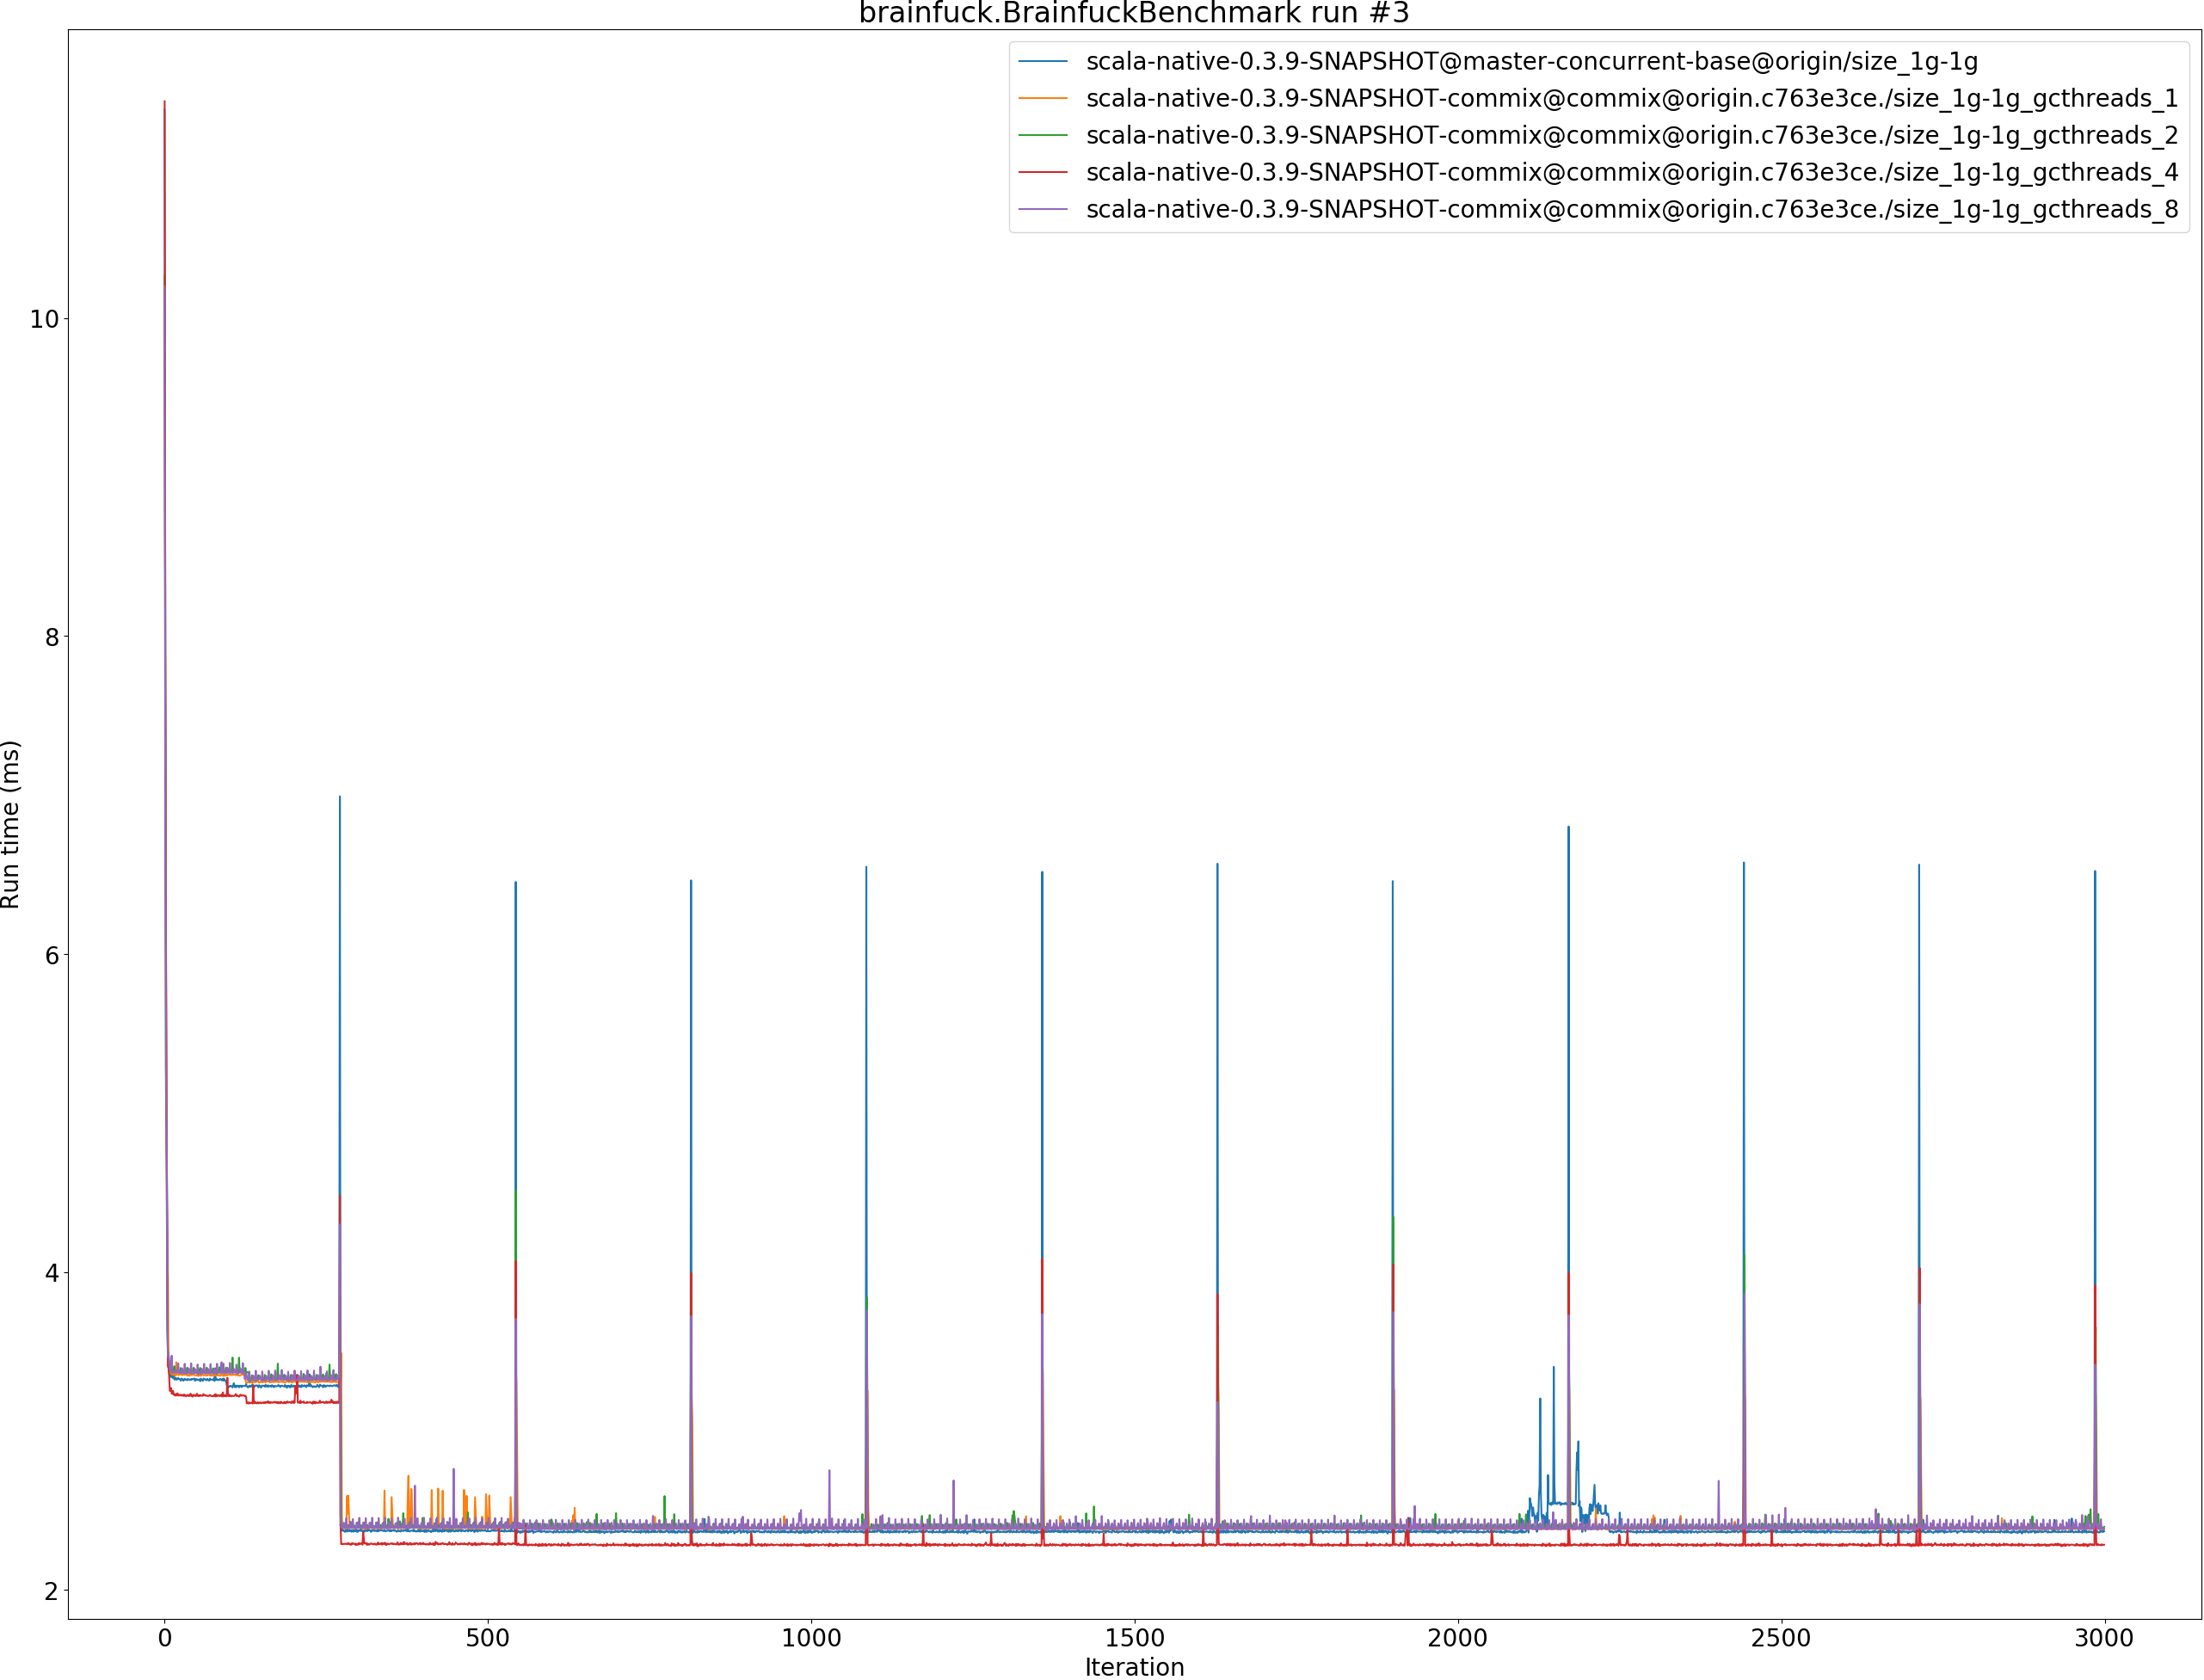 brainfuck.BrainfuckBenchmark run #3
scala-native-0.3.9-SNAPSHOT@master-concurrent-base@origin/size_1g-1g
scala-native-0.3.9-SNAPSHOT-commix@commix@origin.c763e3ce./size_1g-1g_gcthreads_1
scala-native-0.3.9-SNAPSHOT-commix@commix@origin.c763e3ce./size_1g-1g_gcthreads_2
scala-native-0.3.9-SNAPSHOT-commix@commix@origin.c763e3ce./size_1g-1g_gcthreads_4
scala-native-0.3.9-SNAPSHOT-commix@commix@origin.c763e3ce./size_1g-1g_gcthreads_8
Run time (ms)
10
8
6
4
2
0 500 1000 1500 2000 2500 3000
Iteration